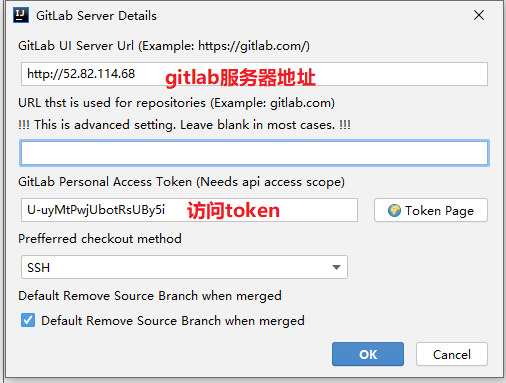 GitLab Server Details
GitLab UI Server Url (Example: https://gitlab.com/)
http://52.82.114.68 gitlab服务器地址
URL thst is used for repositories (Example: gitlab.com)
!!! This is advanced setting. Leave blank in most cases. !!!
GitLab Personal Access Token (Needs api access scope)
U-uyMtPwjUbotRsUBy5i 访问token Token Page
Prefferred checkout method
SSH
Default Remove Source Branch when merged
Default Remove Source Branch when merged
OK Cancel